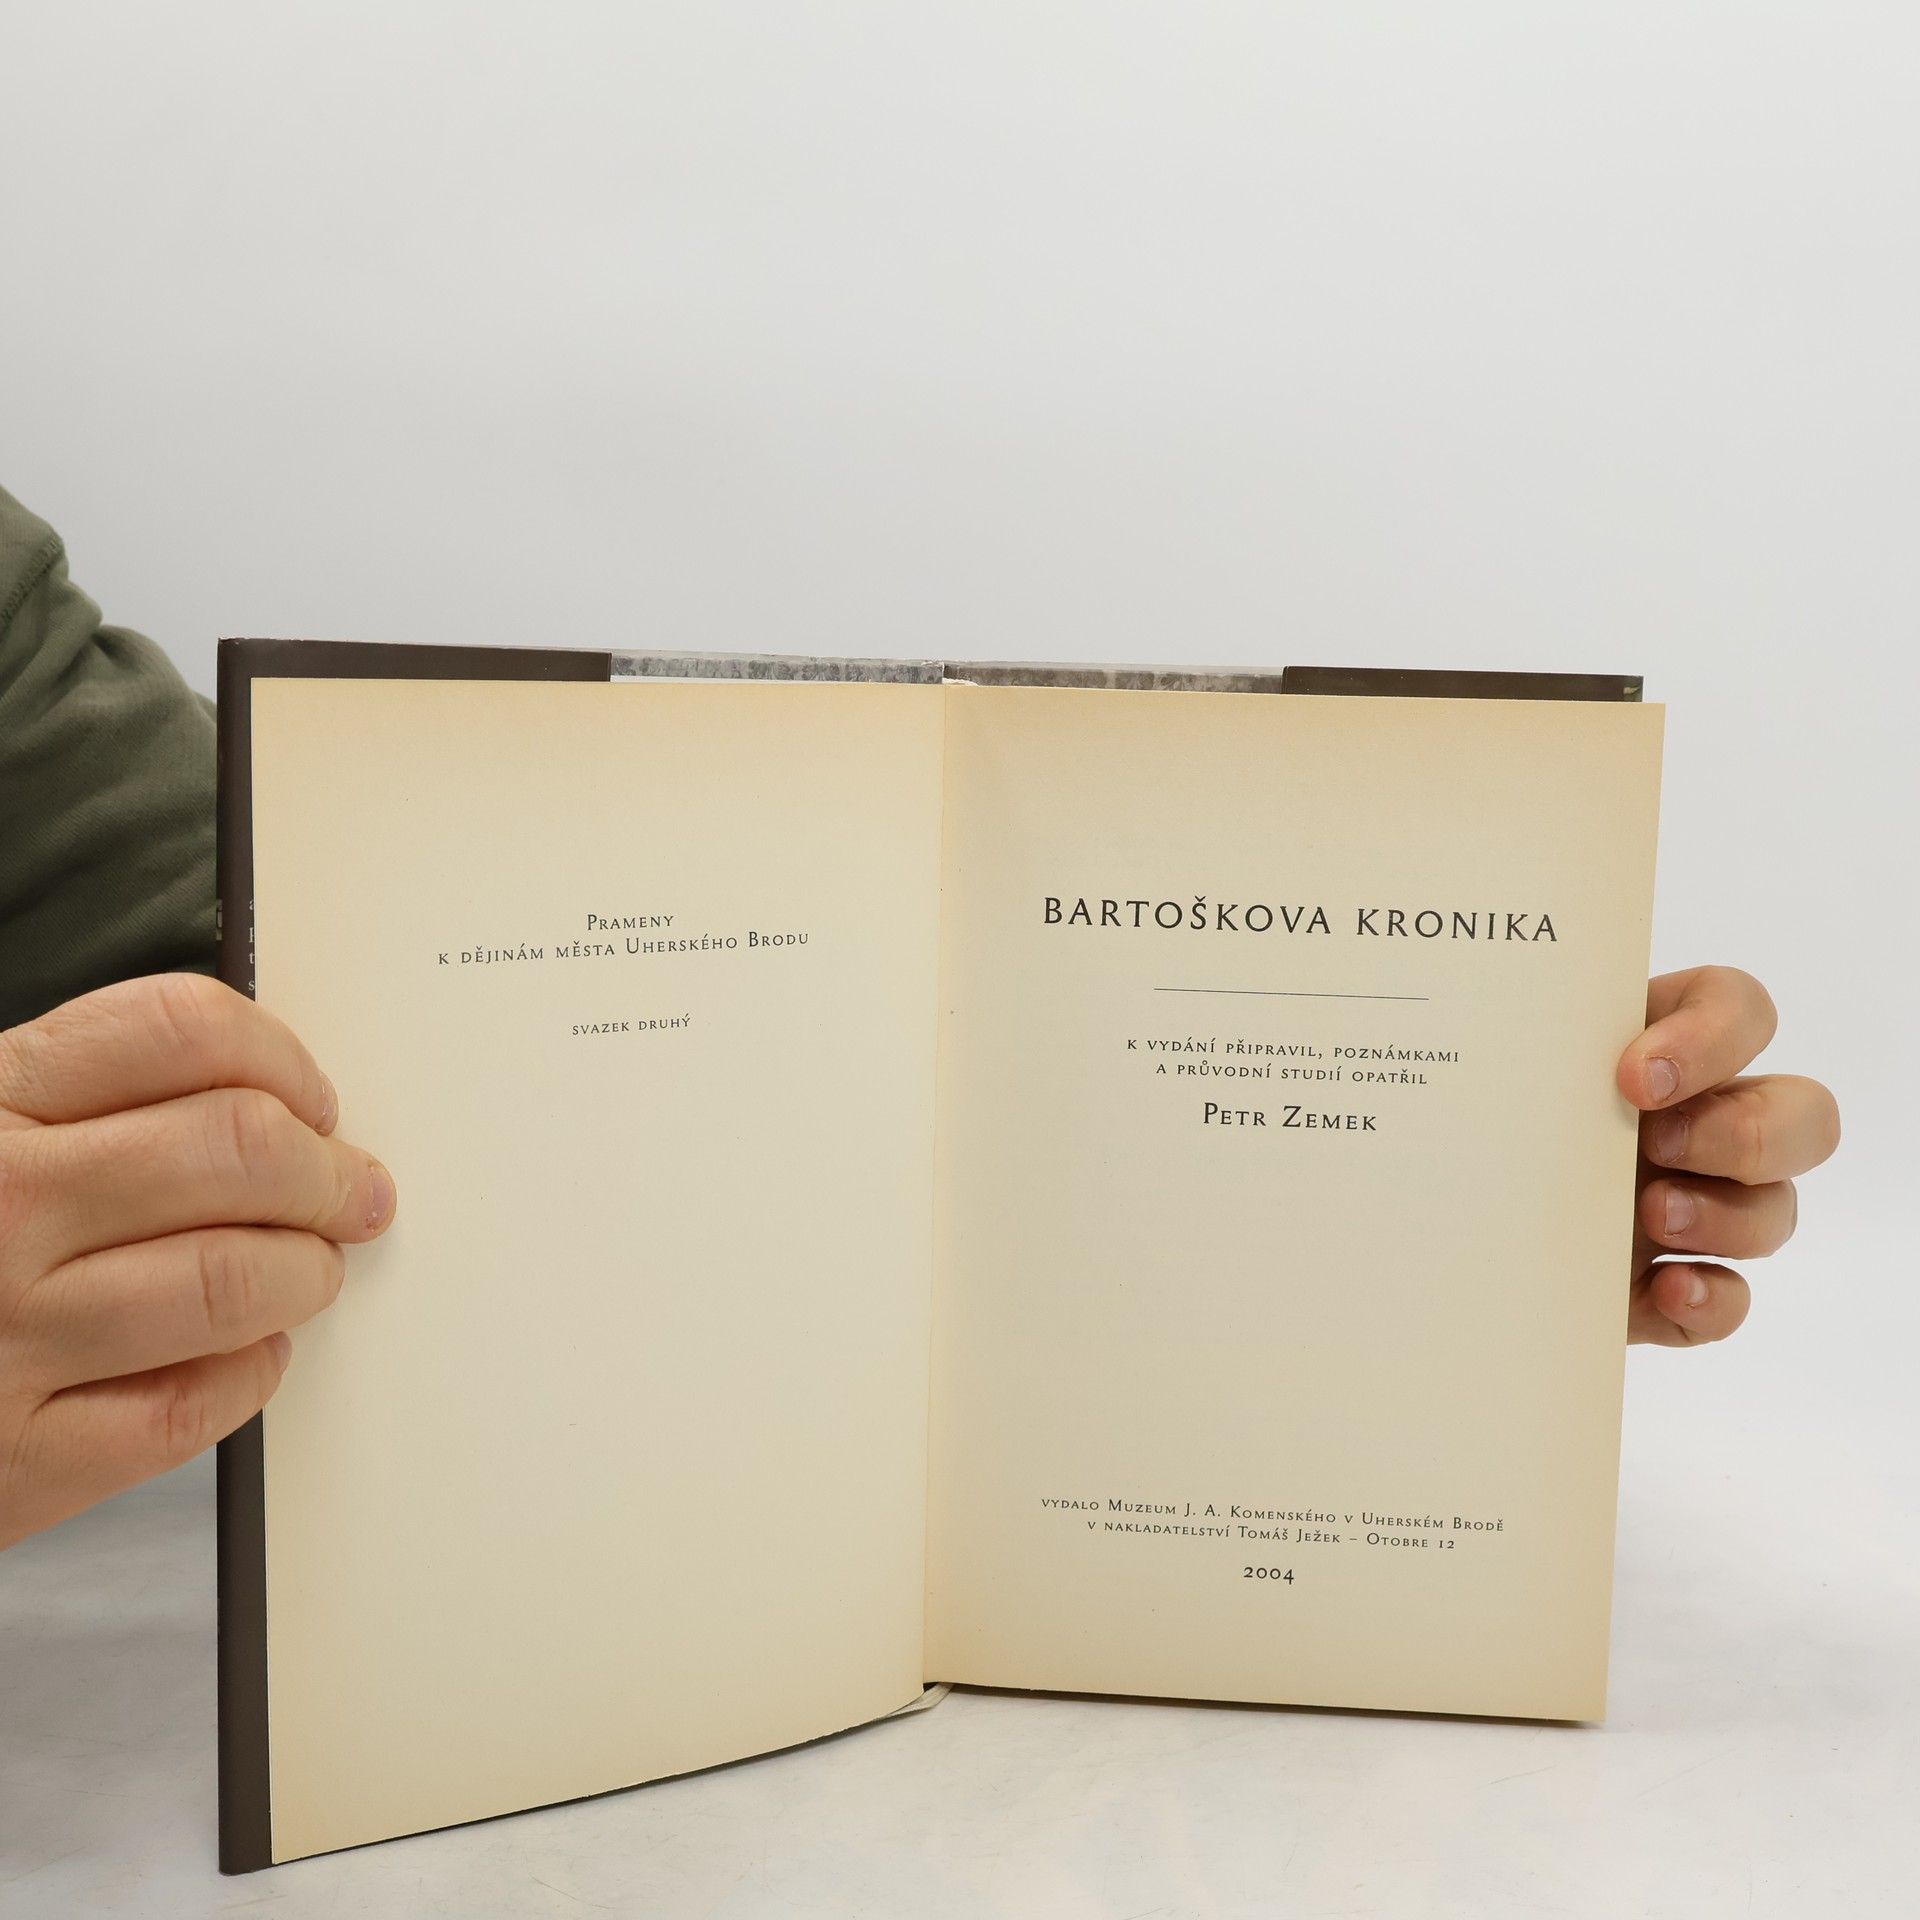 Prameny
k dějinám města Uherského Brodu
svazek druhý
BARTOŠKOVA KRONIKA
k vydání připravil, poznámkami
a průvodní studií opatřil
Petr Zemek
vydalo Muzeum J. A. Komenského v Uherském Brodě
v nakladatelství Tomáš Ježek – Otobre 12
2004